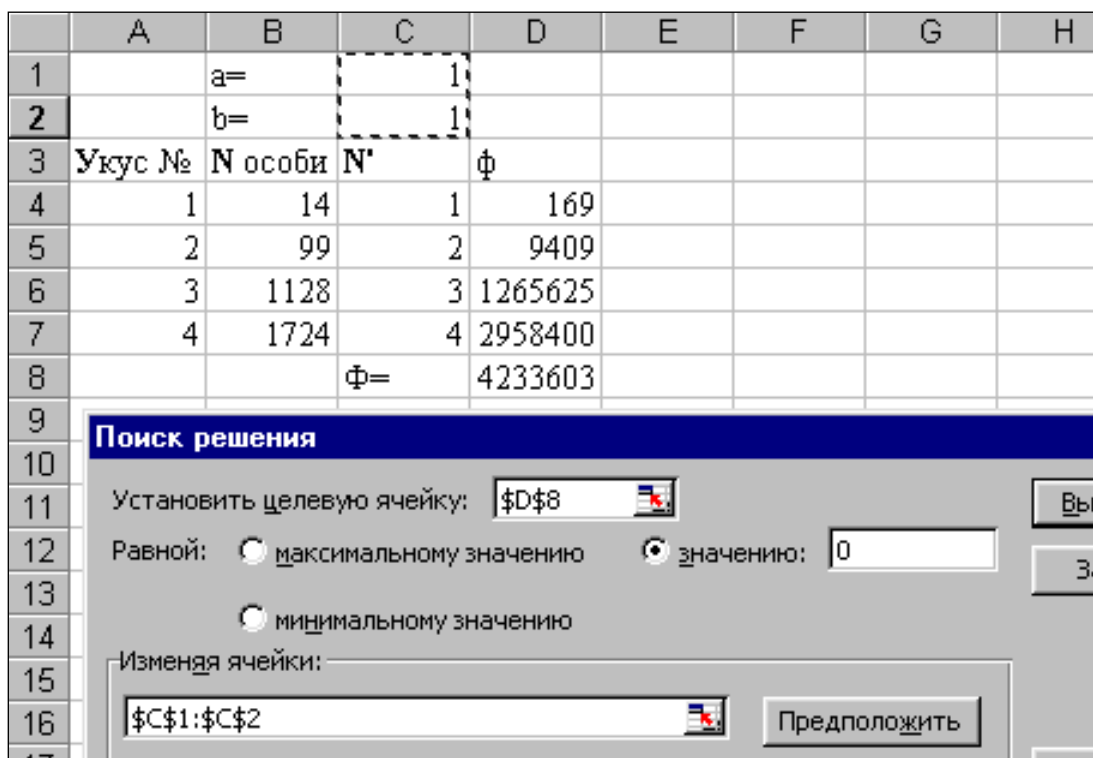 A B C D E F G H
1 a= 1
2 b= 1
3 Укус № N особи N' ф
4 1 14 1 169
5 2 99 2 9409
6 3 1128 3 1265625
7 4 1724 4 2958400
8 Ф= 4233603
9
10 Поиск решения
11 Установить целевую ячейку: $D$8
12 Равной: максимальному значению значению: 0
13
14 минимальному значению
15 Изменяя ячейки:
16 $C$1:$C$2 Предположить